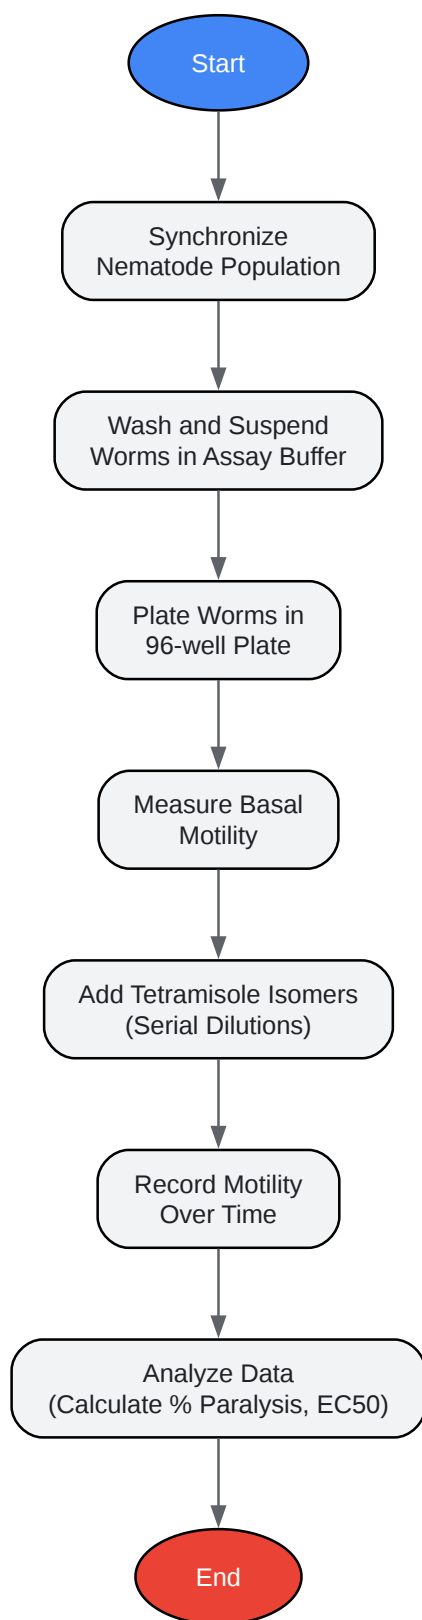 Start
Synchronize
Nematode Population
Wash and Suspend
Worms in Assay Buffer
Plate Worms in
96-well Plate
Measure Basal
Motility
Add Tetramisole Isomers
(Serial Dilutions)
Record Motility
Over Time
Analyze Data
(Calculate % Paralysis, EC50)
End